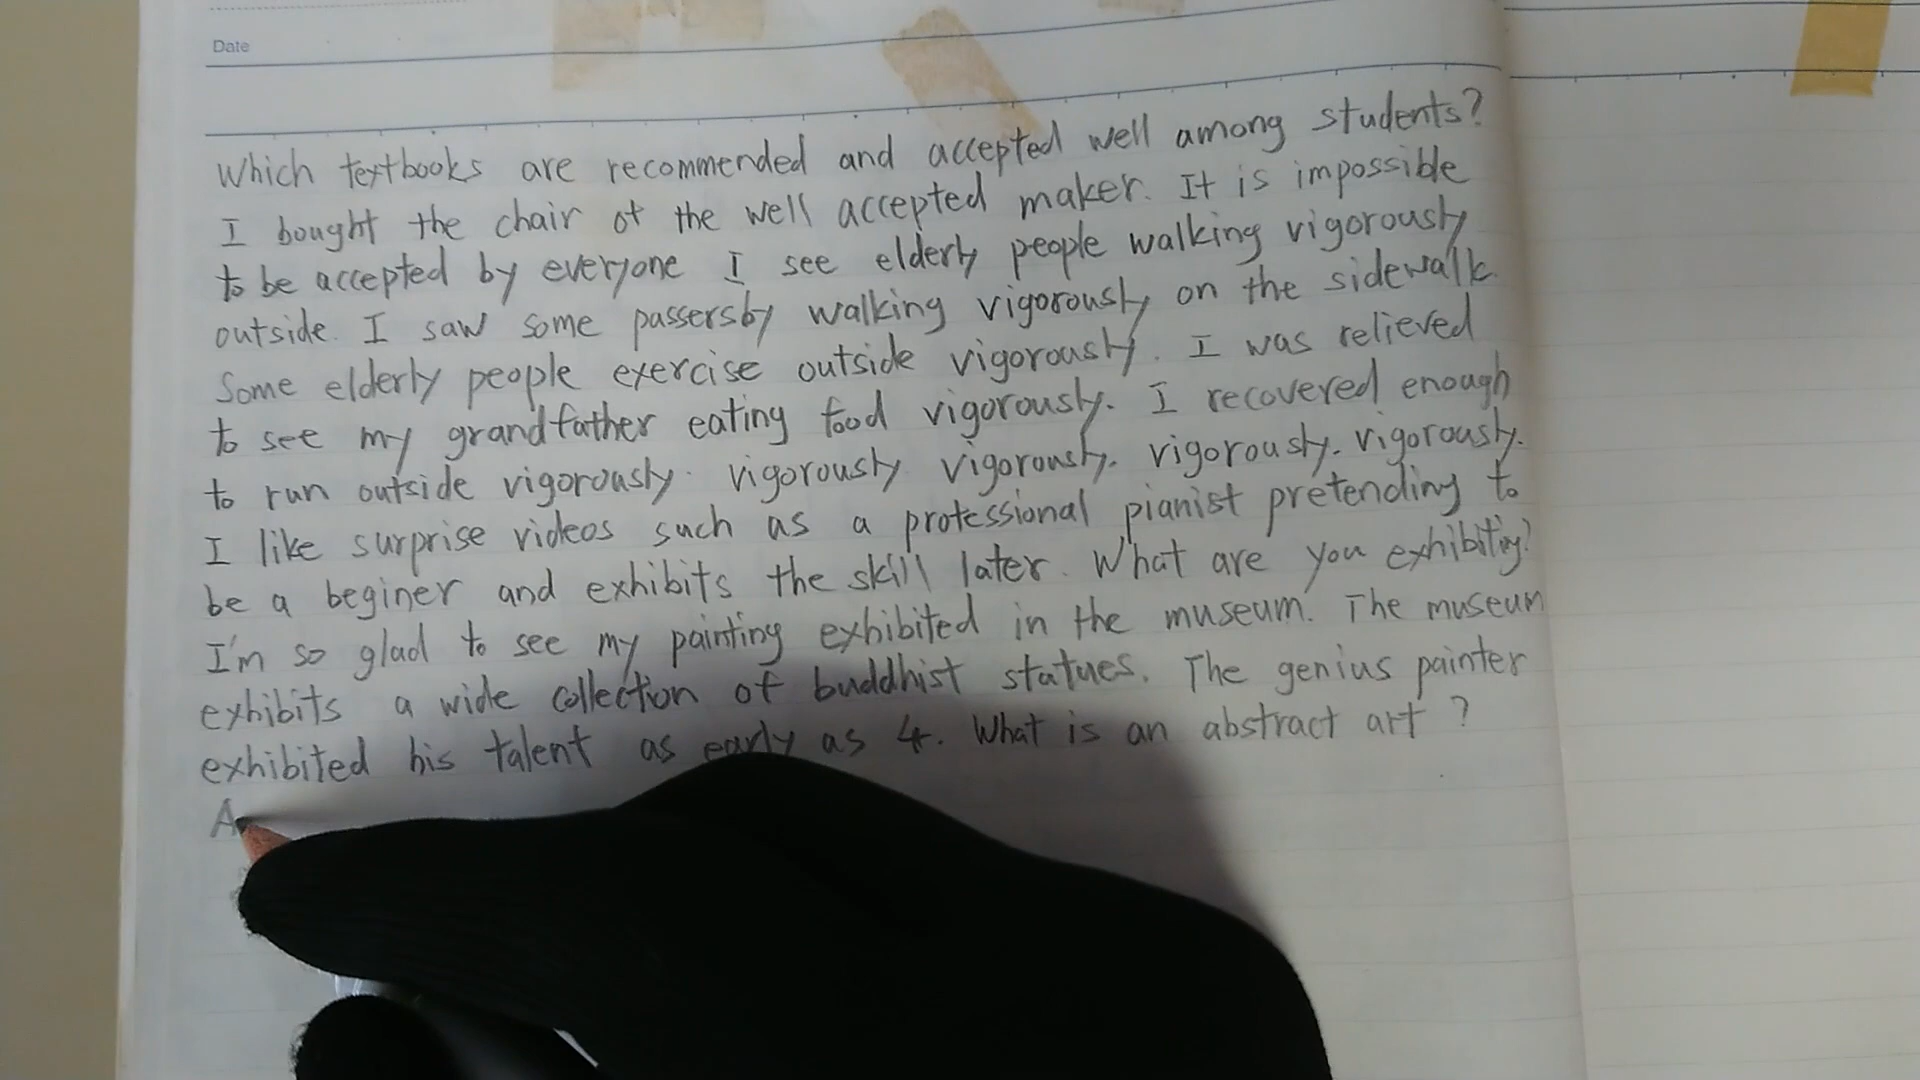 Date
Which textbooks are recommended and accepted well among students?
I bought the chair of the well accepted maker. It is impossible
to be accepted by everyone I see elderly people walking vigorously
outside. I saw some passersby walking vigorously on the sidewalk.
Some elderly people exercise outside vigorously. I was relieved
to see my grandfather eating food vigorously. I recovered enough
to run outside vigorously. vigorously vigorously. vigorously. vigorously.
I like surprise videos such as a professional pianist pretending to
be a beginer and exhibits the skill later. What are you exhibiting?
I'm so glad to see my painting exhibited in the museum. The museum
exhibits a wide collection of buddhist statues. The genius painter
exhibited his talent as early as 4. What is an abstract art?
A